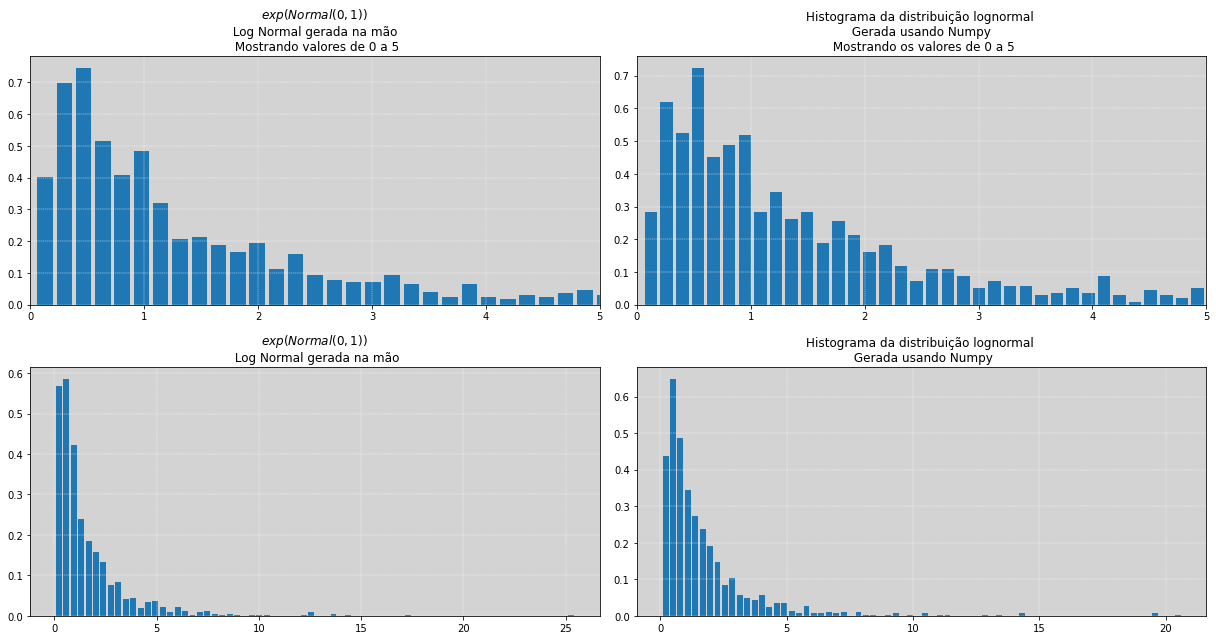 exp(Normal(0, 1))
Log Normal gerada na mão
Mostrando valores de 0 a 5
0.7
0.6
0.5
0.4
0.3
0.2
0.1
0.0
0 1 2 3 4 5
Histograma da distribuição lognormal
Gerada usando Numpy
Mostrando os valores de 0 a 5
0.7
0.6
0.5
0.4
0.3
0.2
0.1
0.0
0 1 2 3 4 5
exp(Normal(0, 1))
Log Normal gerada na mão
0.6
0.5
0.4
0.3
0.2
0.1
0.0
0 5 10 15 20 25
Histograma da distribuição lognormal
Gerada usando Numpy
0.6
0.5
0.4
0.3
0.2
0.1
0.0
0 5 10 15 20